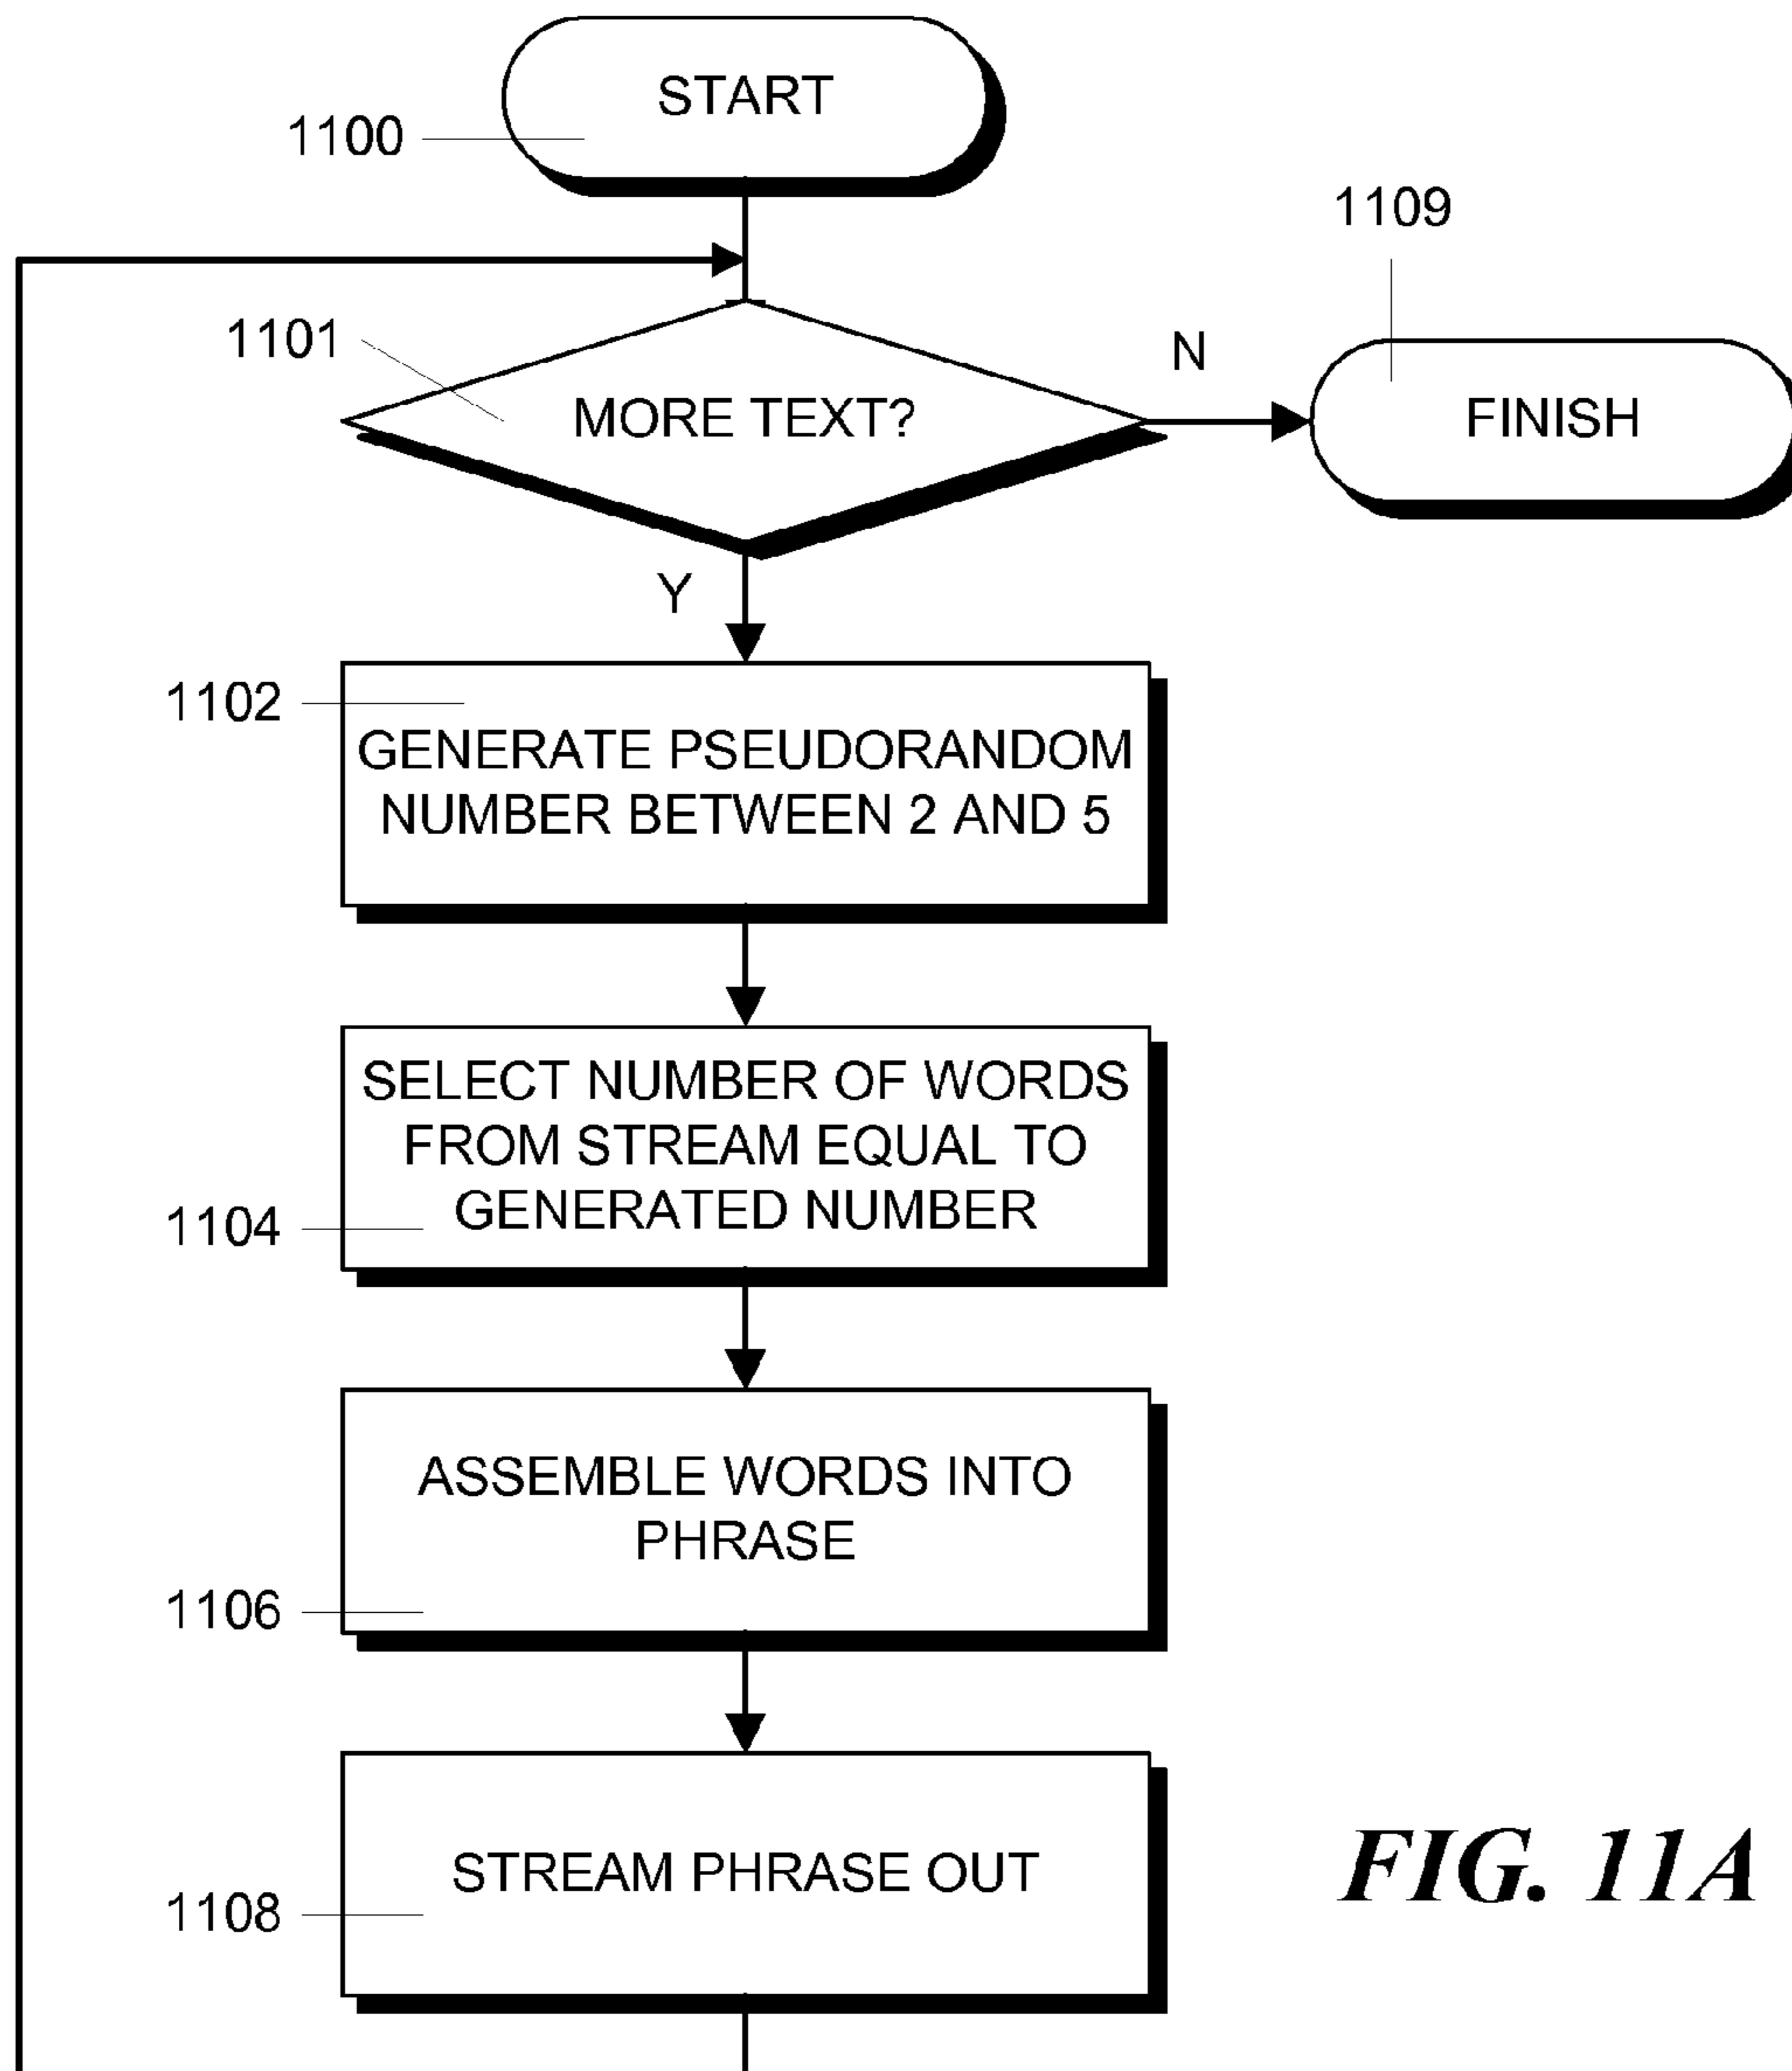 START
1100
1109
1101
MORE TEXT?
N
FINISH
Y
1102
GENERATE PSEUDORANDOM
NUMBER BETWEEN 2 AND 5
SELECT NUMBER OF WORDS
FROM STREAM EQUAL TO
GENERATED NUMBER
1104
ASSEMBLE WORDS INTO
PHRASE
1106
STREAM PHRASE OUT
1108
FIG. 11A